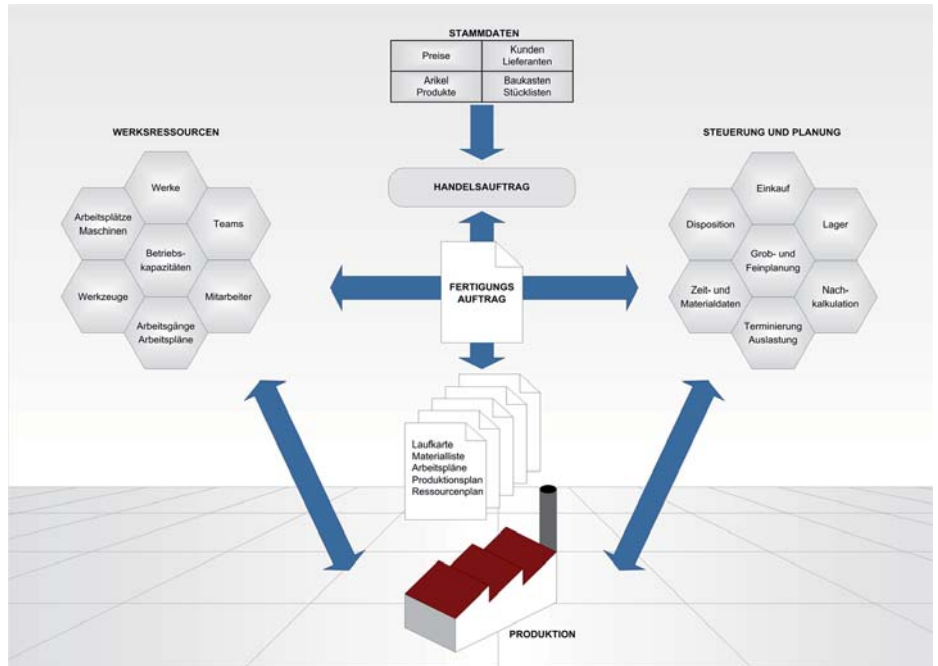 STAMMDATEN
Preise
Kunden
Lieferanten
Arikel
Produkte
Baukasten
Stücklisten
WERKSRESSOURCEN
STEUERUNG UND PLANUNG
HANDELSAUFTRAG
Werke
Arbeitsplätze
Maschinen
Teams
Betriebs-
kapazitäten
Werkzeuge
Mitarbeiter
Arbeitsgänge
Arbeitspläne
FERTIGUNGS
AUFTRAG
Einkauf
Disposition
Lager
Grob- und
Feinplanung
Zeit- und
Materialdaten
Nach-
kalkulation
Terminierung
Auslastung
Laufkarte
Materialliste
Arbeitspläne
Produktionsplan
Ressourcenplan
PRODUKTION